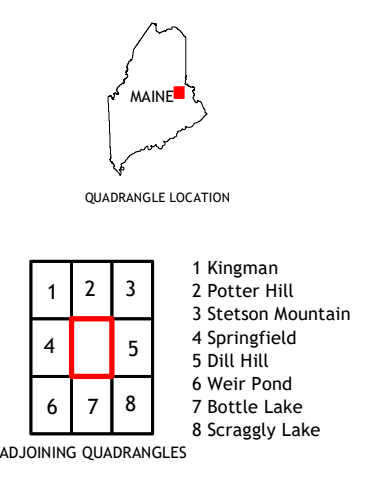 MAINE
QUADRANGLE LOCATION
1 2 3
4 5
6 7 8
1 Kingman
2 Potter Hill
3 Stetson Mountain
4 Springfield
5 Dill Hill
6 Weir Pond
7 Bottle Lake
8 Scraggly Lake
ADJOINING QUADRANGLES